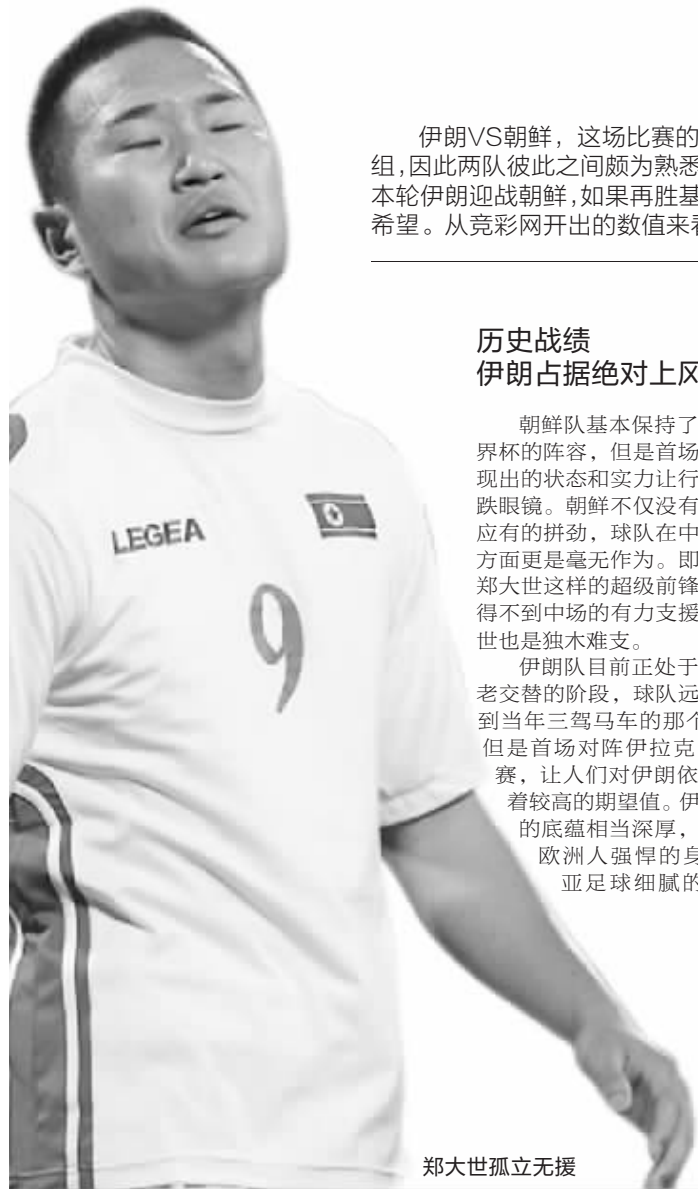 伊朗VS朝鲜，这场比赛的
组,因此两队彼此之间颇为熟悉
本轮伊朗迎战朝鲜,如果再胜基
希望。从竞彩网开出的数值来看
历史战绩
伊朗占据绝对上风
朝鲜队基本保持了
界杯的阵容，但是首场
现出的状态和实力让行
跌眼镜。朝鲜不仅没有
应有的拼劲，球队在中
方面更是毫无作为。即
郑大世这样的超级前锋
得不到中场的有力支援
世也是独木难支。
伊朗队目前正处于
老交替的阶段，球队远
到当年三驾马车的那个
但是首场对阵伊拉克
赛，让人们对伊朗依
着较高的期望值。伊
的底蕴相当深厚，
欧洲人强悍的身
亚足球细腻的
LEGEA
9
郑大世孤立无援